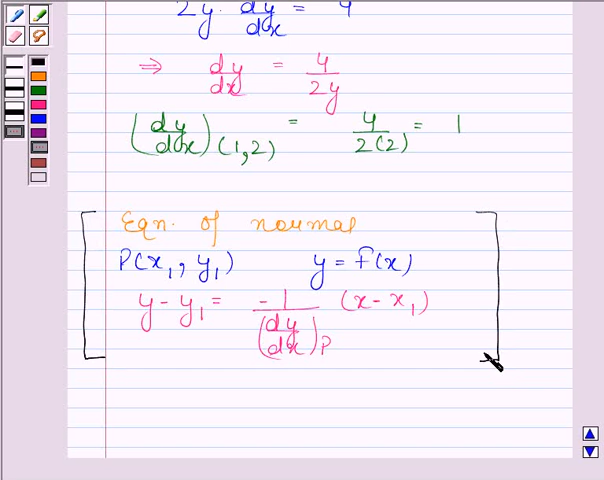 2y. dy/dx = 4
⇒ dy/dx = 4/2y
(dy/dx)(1,2) = 4/2(2) = 1
Eqn. of normal
P(x₁, y₁) y = f(x)
y - y₁ = -1/(dy/dx)P (x - x₁)